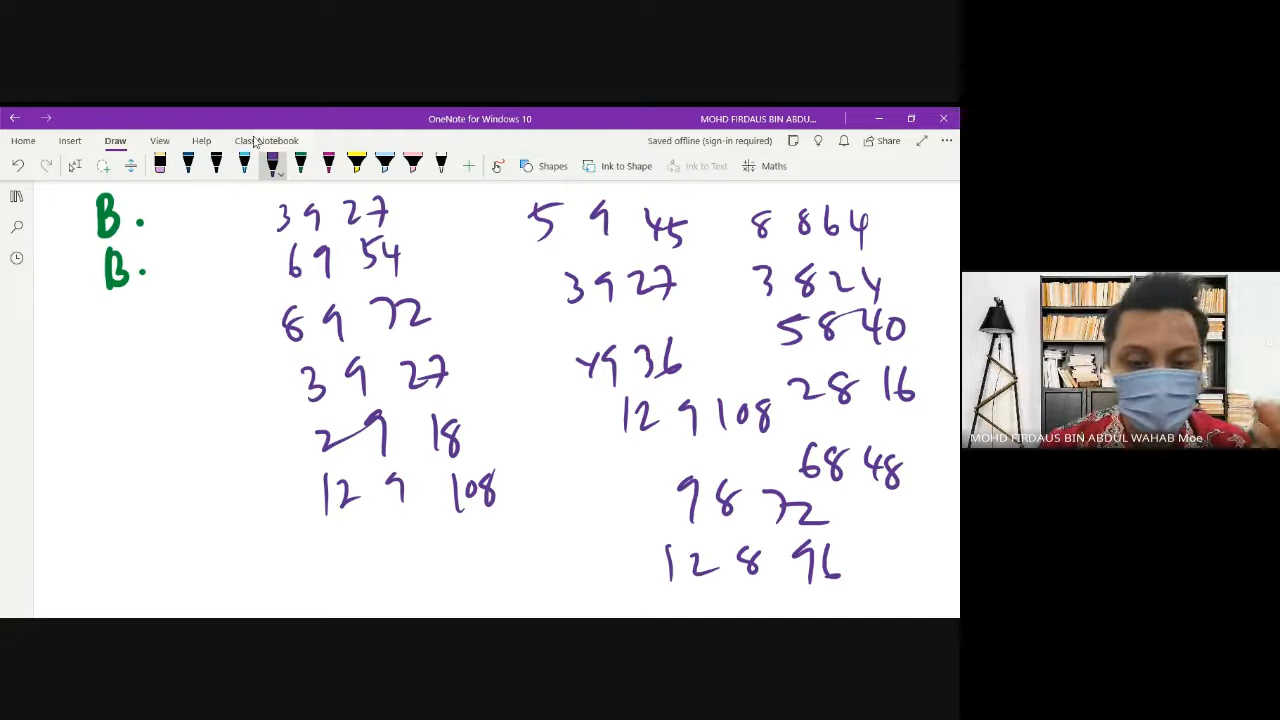 OneNote for Windows 10
MOHD FIRDAUS BIN ABDU...
Home Insert Draw View Help Class Notebook
Saved offline (sign-in required)
Share
Shapes Ink to Shape Ink to Text Maths
B.
B.
3 9 27
6 9 54
8 9 72
3 9 27
2 9 18
12 9 108
5 9 45
3 9 27
4 9 36
12 9 108
8 8 64
3 8 24
5 8 40
2 8 16
6 8 48
9 8 72
12 8 96
MOHD FIRDAUS BIN ABDUL WAHAB Moe